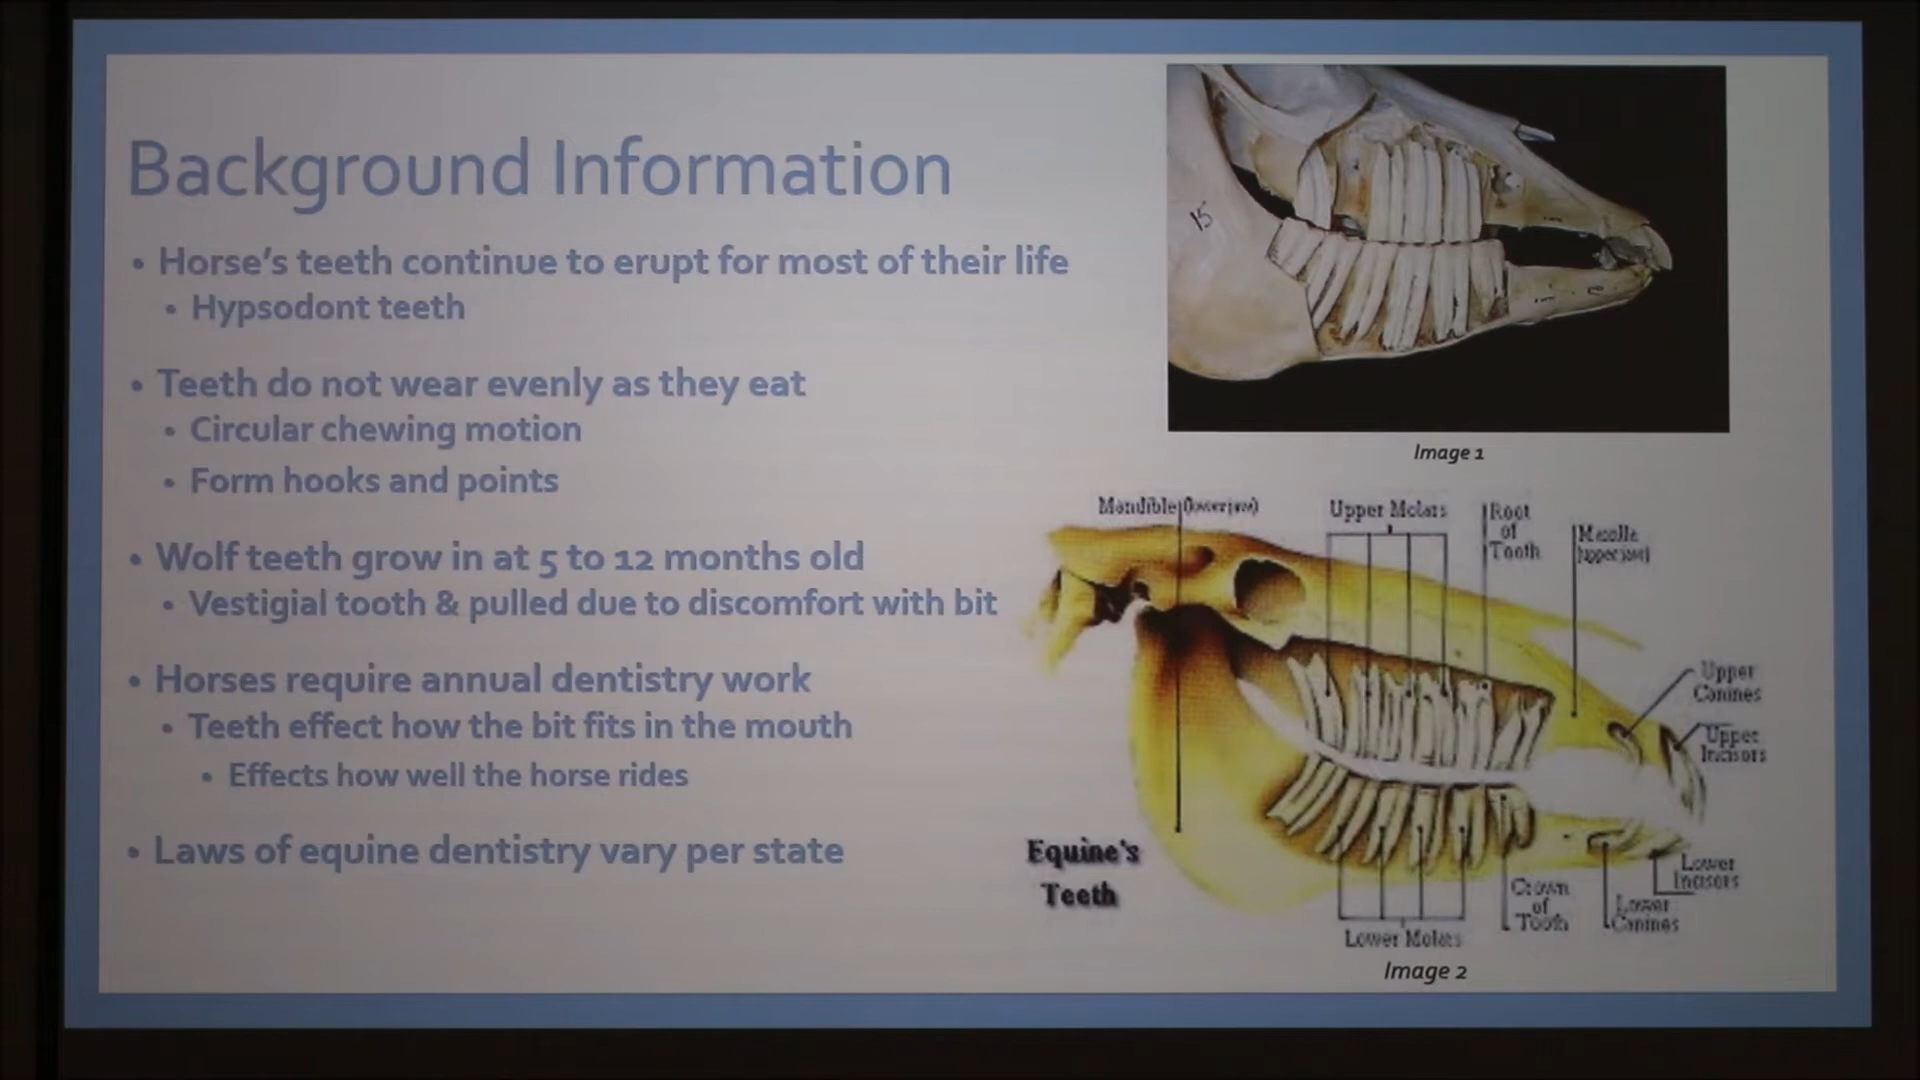 Background Information
• Horse's teeth continue to erupt for most of their life
• Hypsodont teeth
• Teeth do not wear evenly as they eat
• Circular chewing motion
• Form hooks and points
• Wolf teeth grow in at 5 to 12 months old
• Vestigial tooth & pulled due to discomfort with bit
• Horses require annual dentistry work
• Teeth effect how the bit fits in the mouth
• Effects how well the horse rides
• Laws of equine dentistry vary per state
15
Image 1
Mandible (lower jaw)
Upper Molars
Root
of
Tooth
Maxilla
(upper jaw)
Upper
Canines
Upper
Incisors
Equine's
Teeth
Lower
Incisors
Crown
of
Tooth
Lower
Canines
Lower Molars
Image 2